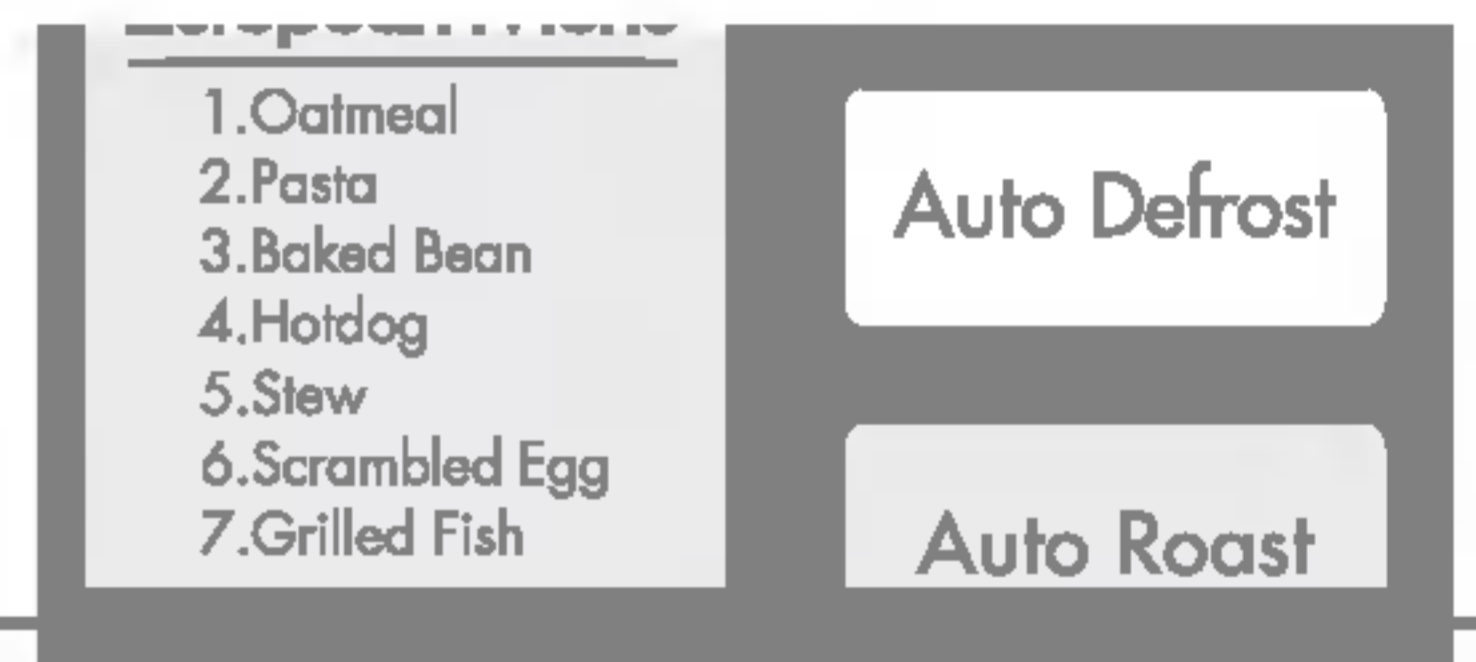 1.Oatmeal
2.Pasta
3.Baked Bean
4.Hotdog
5.Stew
6.Scrambled Egg
7.Grilled Fish
Auto Defrost
Auto Roast